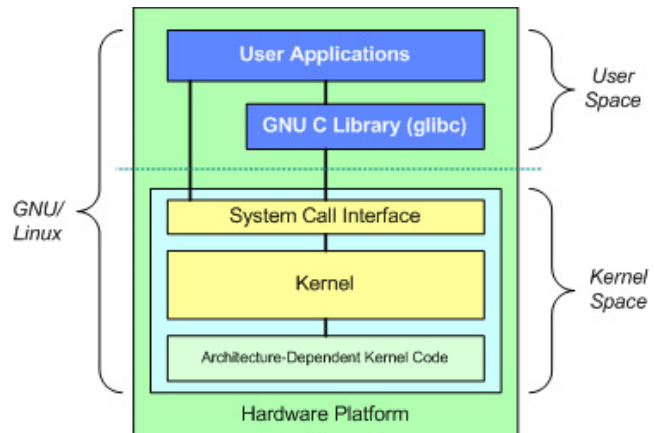 User Applications
User
Space
GNU C Library (glibc)
GNU/
Linux
System Call Interface
Kernel
Kernel
Space
Architecture-Dependent Kernel Code
Hardware Platform